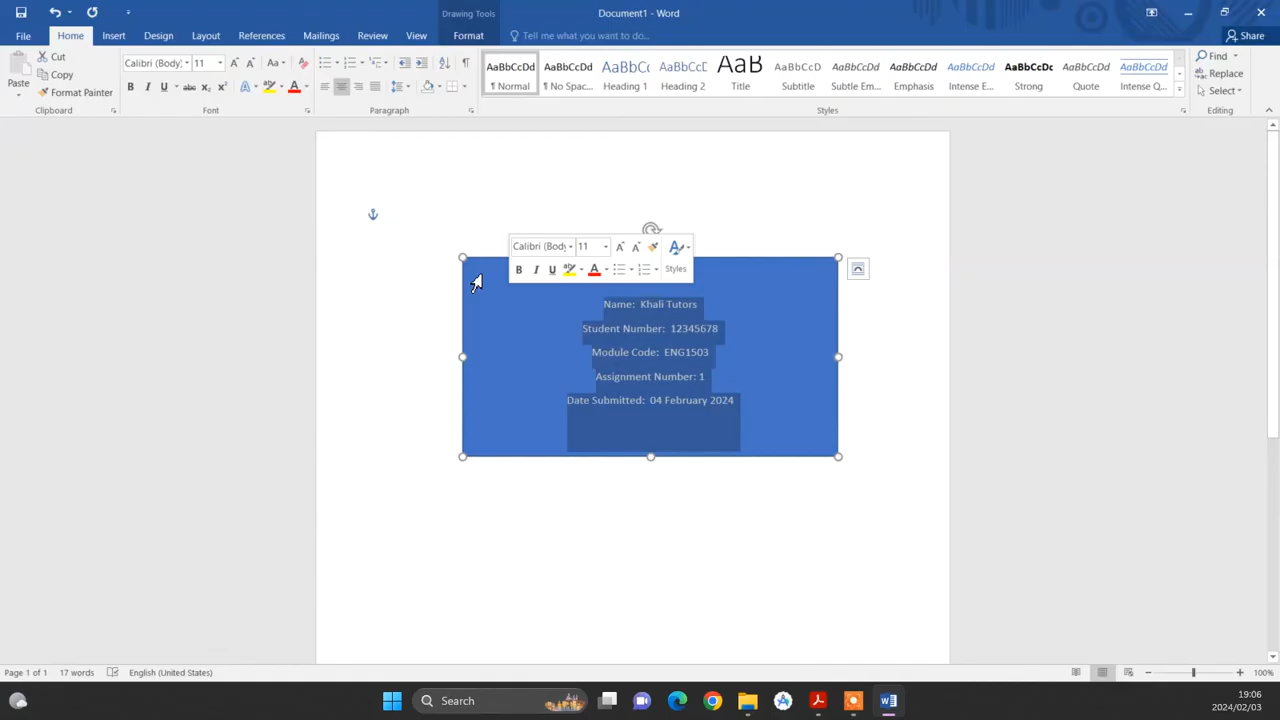 Drawing Tools
Document1 - Word
File Home Insert Design Layout References Mailings Review View Format Tell me what you want to do... Share
Paste
Cut
Copy
Format Painter
Clipboard
Calibri (Body) 11
Font
Paragraph
AaBbCcDd AaBbCcDd AaBbCc AaBbCcD AaB AaBbCcD AaBbCcDd AaBbCcDd AaBbCcDd AaBbCcDc AaBbCcDd AaBbCcDd
¶ Normal ¶ No Spac... Heading 1 Heading 2 Title Subtitle Subtle Em... Emphasis Intense E... Strong Quote Intense Q...
Styles
Find
Replace
Select
Editing
Calibri (Body 11
B I U
Styles
Name: Khali Tutors
Student Number: 12345678
Module Code: ENG1503
Assignment Number: 1
Date Submitted: 04 February 2024
Page 1 of 1 17 words English (United States) 100%
Search
19:06
2024/02/03